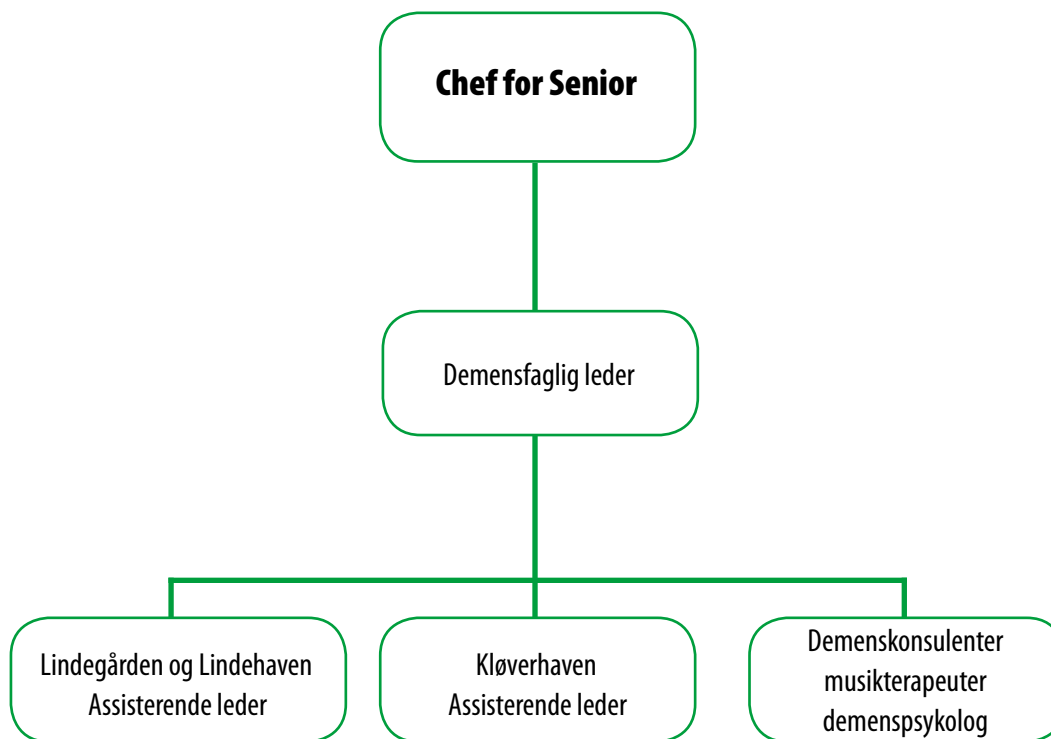 Chef for Senior
Demensfaglig leder
Lindegården og Lindehaven
Assisterende leder
Kløverhaven
Assisterende leder
Demenskonsulenter
musikterapeuter
demenspsykolog